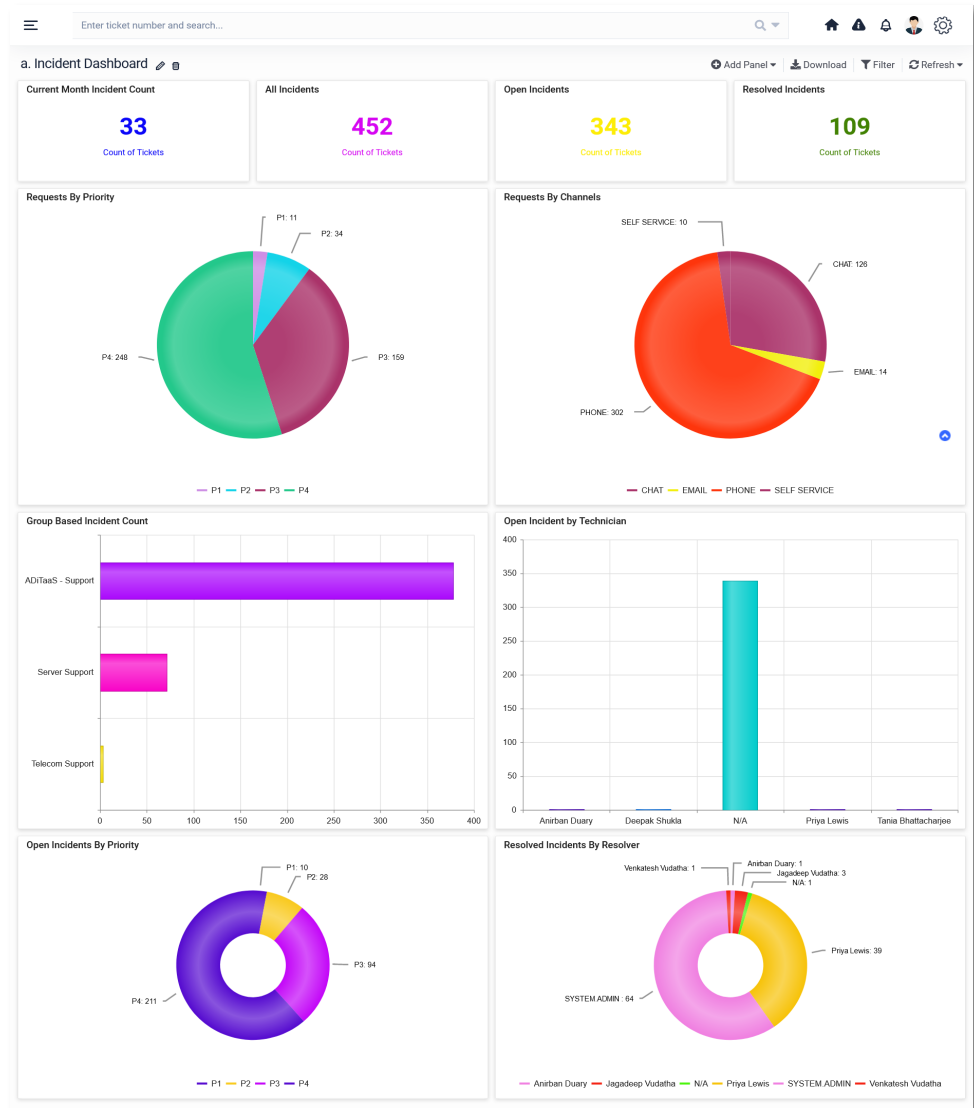 Enter ticket number and search...
a. Incident Dashboard
Add Panel Download Filter Refresh
Current Month Incident Count
33
Count of Tickets
All Incidents
452
Count of Tickets
Open Incidents
343
Count of Tickets
Resolved Incidents
109
Count of Tickets
Requests By Priority
P1: 11
P2: 34
P4: 248
P3: 159
P1 P2 P3 P4
Requests By Channels
SELF SERVICE: 10
CHAT: 126
EMAIL: 14
PHONE: 302
CHAT EMAIL PHONE SELF SERVICE
Group Based Incident Count
ADiTaaS - Support
Server Support
Telecom Support
0 50 100 150 200 250 300 350 400
Open Incident by Technician
400
350
300
250
200
150
100
50
0
Anirban Duary Deepak Shukla N/A Priya Lewis Tania Bhattacharjee
Open Incidents By Priority
P1: 10
P2: 28
P3: 94
P4: 211
P1 P2 P3 P4
Resolved Incidents By Resolver
Venkatesh Vudatha: 1
Anirban Duary: 1
Jagadeep Vudatha: 3
N/A: 1
Priya Lewis: 39
SYSTEM.ADMIN : 64
Anirban Duary Jagadeep Vudatha N/A Priya Lewis SYSTEM.ADMIN Venkatesh Vudatha